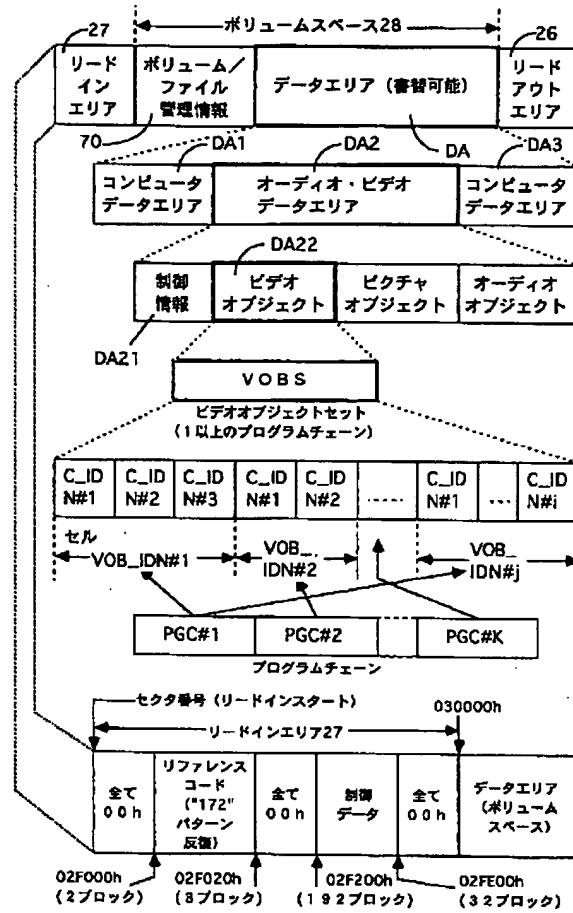 ボリュームスペース28
27
26
リード
イン
エリア
ボリューム／
ファイル
管理情報
データエリア（書替可能）
リード
アウト
エリア
70
DA1
DA2
DA
DA3
コンピュータ
データエリア
オーディオ・ビデオ
データエリア
コンピュータ
データエリア
DA22
制御
情報
ビデオ
オブジェクト
ピクチャ
オブジェクト
オーディオ
オブジェクト
DA21
VOBS
ビデオオブジェクトセット
（1以上のプログラムチェーン）
C_ID
N#1
C_ID
N#2
C_ID
N#3
C_ID
N#1
C_ID
N#2
.....
C_ID
N#1
...
C_ID
N#i
セル
VOB_IDN#1
VOB_
IDN#2
VOB_
IDN#j
PGC#1
PGC#2
PGC#K
プログラムチェーン
セクタ番号（リードインスタート）
030000h
リードインエリア27
全て
00h
リファレンス
コード
("172"
パタ－ン
反復)
全て
00h
制御
データ
全て
00h
データエリア
(ボリューム
スペース)
02F000h
(2ブロック)
02F020h
(8ブロック)
02F200h
(192ブロック)
02FE00h
(32ブロック)